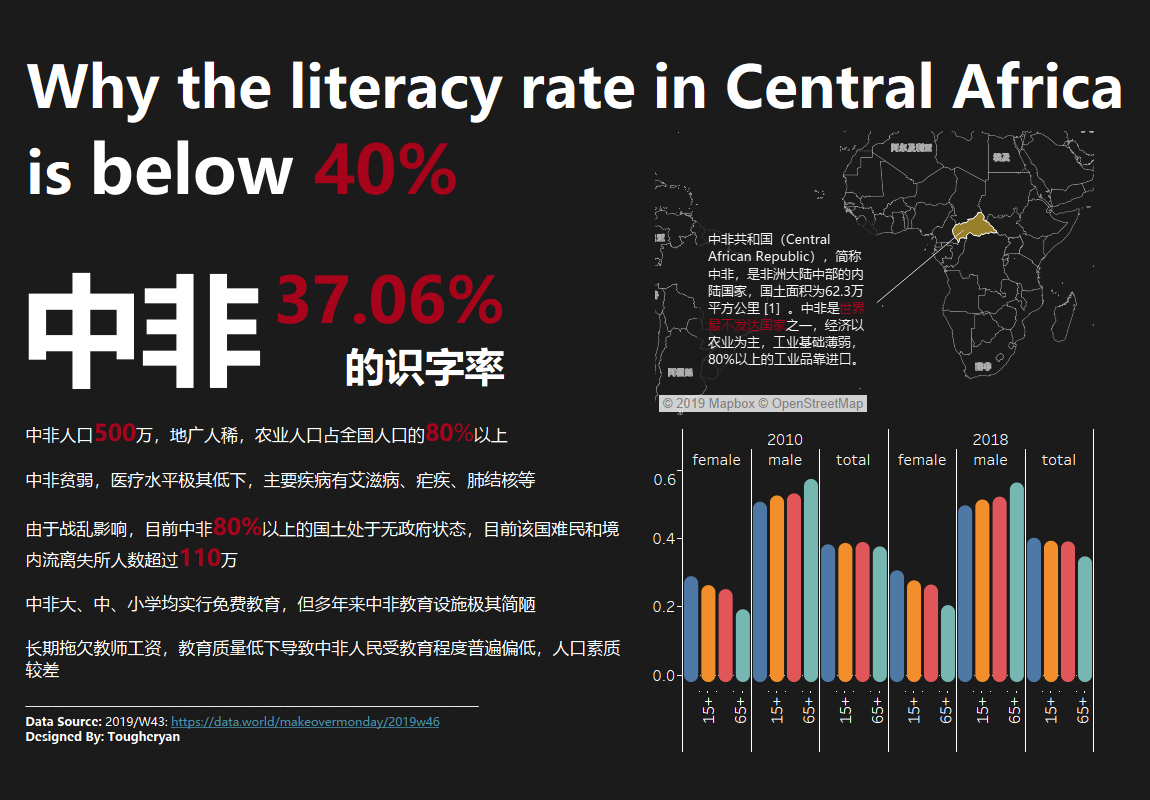 Why the literacy rate in Central Africa
is below 40%
中非
37.06%
的识字率
中非人口500万，地广人稀，农业人口占全国人口的80%以上
中非贫弱，医疗水平极其低下，主要疾病有艾滋病、疟疾、肺结核等
由于战乱影响，目前中非80%以上的国土处于无政府状态，目前该国难民和境
内流离失所人数超过110万
中非大、中、小学均实行免费教育，但多年来中非教育设施极其简陋
长期拖欠教师工资，教育质量低下导致中非人民受教育程度普遍偏低，人口素质
较差
Data Source: 2019/W43: https://data.world/makeovermonday/2019w46
Designed By: Tougheryan
阿尔及利亚
埃及
中非共和国（Central
African Republic），简称
中非，是非洲大陆中部的内
陆国家，国土面积为62.3万
平方公里 [1] 。中非是世界
最不发达国家之一，经济以
农业为主，工业基础薄弱，
80%以上的工业品靠进口。
阿根廷
南非
© 2019 Mapbox © OpenStreetMap
2010 2018
female male total female male total
0.6
0.4
0.2
0.0
15+ 65+ 15+ 65+ 15+ 65+ 15+ 65+ 15+ 65+ 15+ 65+